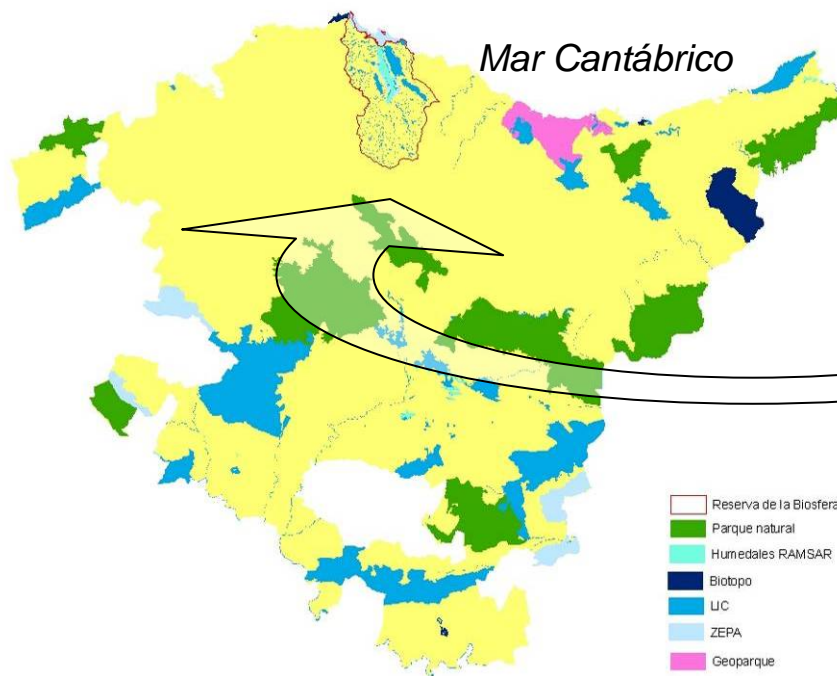 Mar Cantábrico
Reserva de la Biosfera
Parque natural
Humedales RAMSAR
Biotopo
LIC
ZEPA
Geoparque